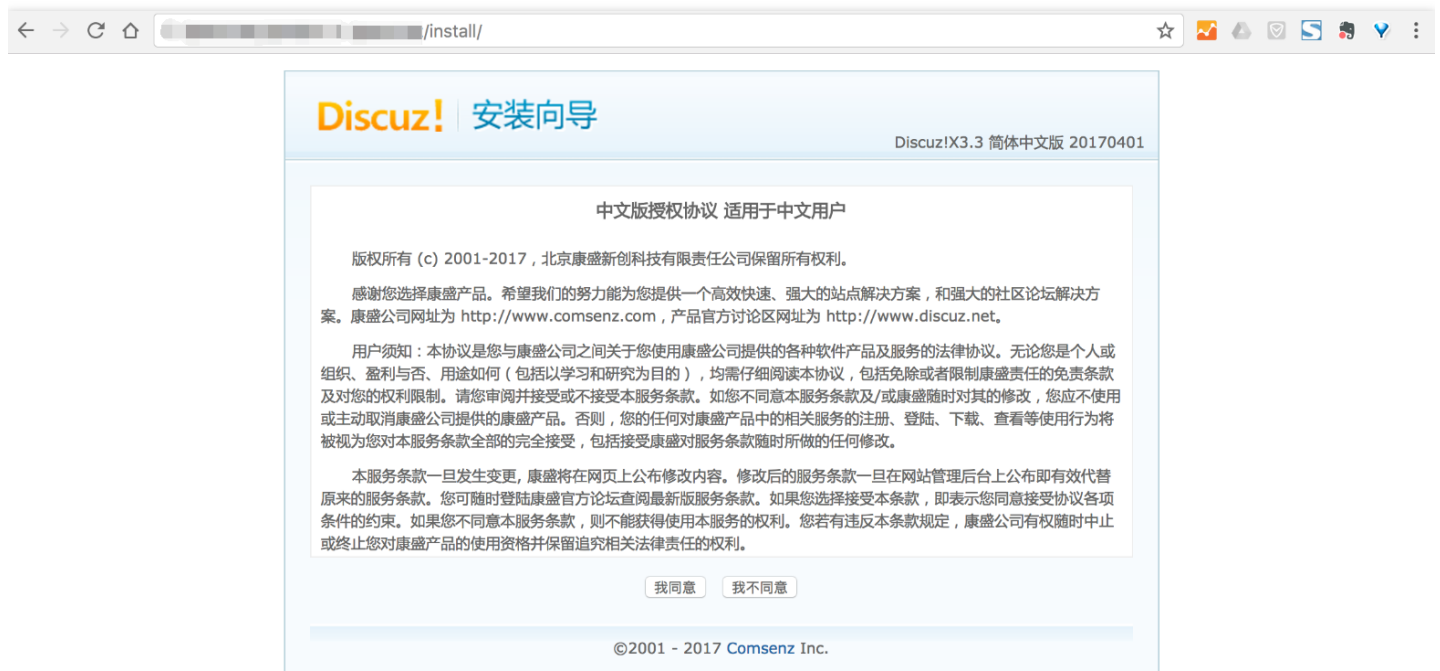 /install/
Discuz! 安装向导
Discuz!X3.3 简体中文版 20170401
中文版授权协议 适用于中文用户
版权所有 (c) 2001-2017，北京康盛新创科技有限责任公司保留所有权利。
感谢您选择康盛产品。希望我们的努力能为您提供一个高效快速、强大的站点解决方案，和强大的社区论坛解决方
案。康盛公司网址为 http://www.comsenz.com，产品官方讨论区网址为 http://www.discuz.net。
用户须知：本协议是您与康盛公司之间关于您使用康盛公司提供的各种软件产品及服务的法律协议。无论您是个人或
组织、盈利与否、用途如何（包括以学习和研究为目的），均需仔细阅读本协议，包括免除或者限制康盛责任的免责条款
及对您的权利限制。请您审阅并接受或不接受本服务条款。如您不同意本服务条款及/或康盛随时对其的修改，您应不使用
或主动取消康盛公司提供的康盛产品。否则，您的任何对康盛产品中的相关服务的注册、登陆、下载、查看等使用行为将
被视为您对本服务条款全部的完全接受，包括接受康盛对服务条款随时所做的任何修改。
本服务条款一旦发生变更, 康盛将在网页上公布修改内容。修改后的服务条款一旦在网站管理后台上公布即有效代替
原来的服务条款。您可随时登陆康盛官方论坛查阅最新版服务条款。如果您选择接受本条款，即表示您同意接受协议各项
条件的约束。如果您不同意本服务条款，则不能获得使用本服务的权利。您若有违反本条款规定，康盛公司有权随时中止
或终止您对康盛产品的使用资格并保留追究相关法律责任的权利。
我同意 我不同意
©2001 - 2017 Comsenz Inc.